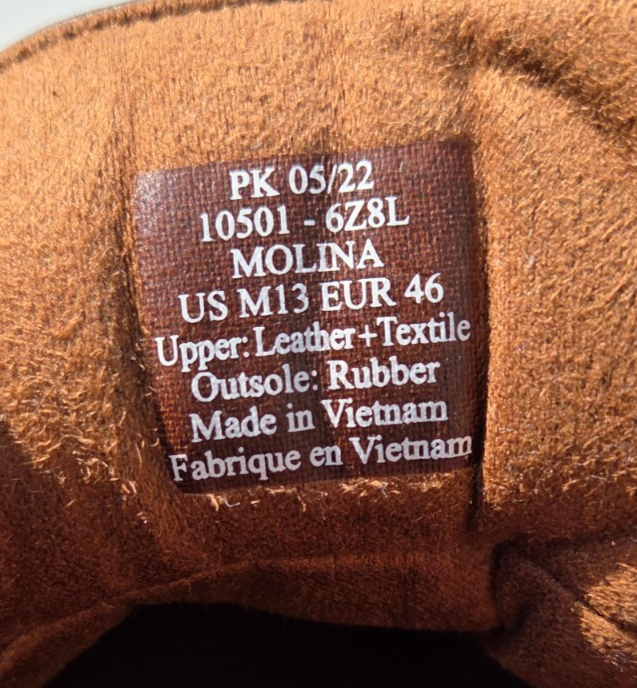 PK 05/22
10501 - 6Z8L
MOLINA
US M13 EUR 46
Upper: Leather+Textile
Outsole: Rubber
Made in Vietnam
Fabrique en Vietnam